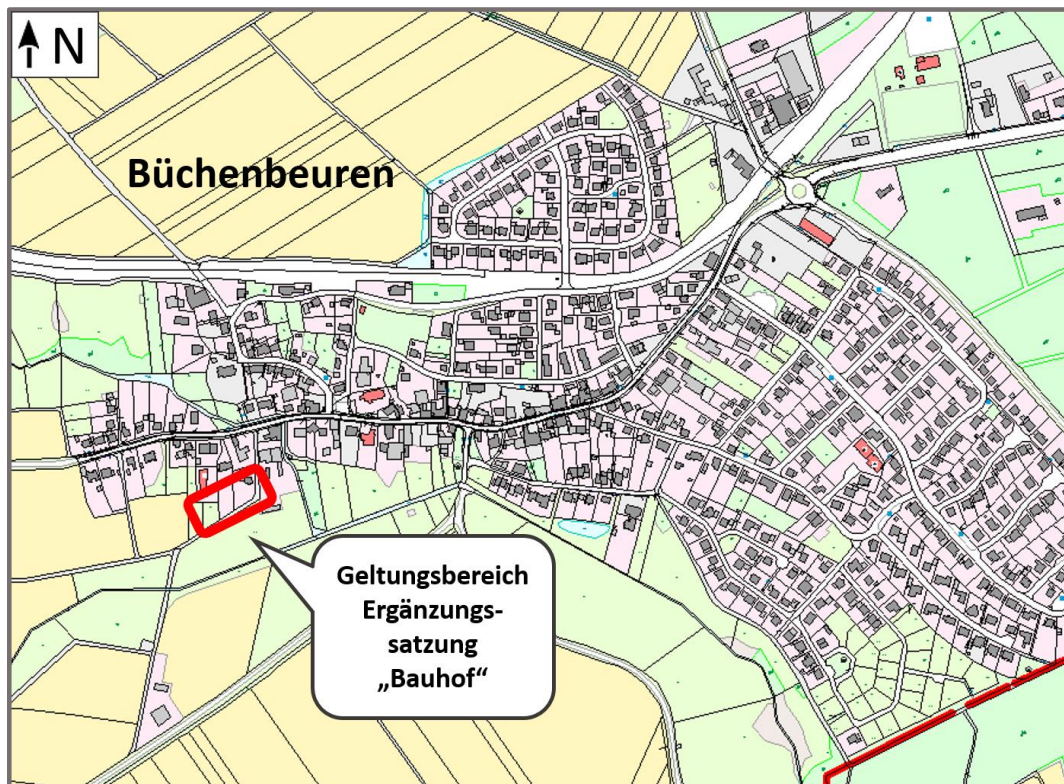 N
Büchenbeuren
Geltungsbereich
Ergänzungs-
satzung
„Bauhof“